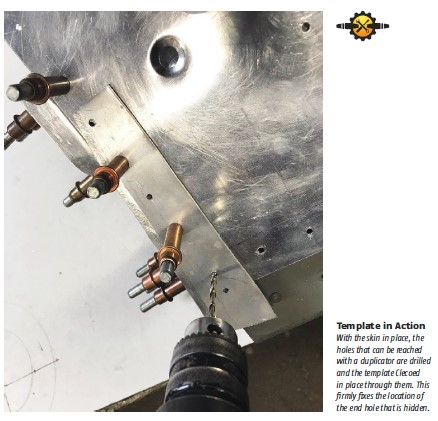 Template in Action
With the skin in place, the
holes that can be reached
with a duplicator are drilled
and the template Clecoed
in place through them. This
firmly fixes the location of
the end hole that is hidden.